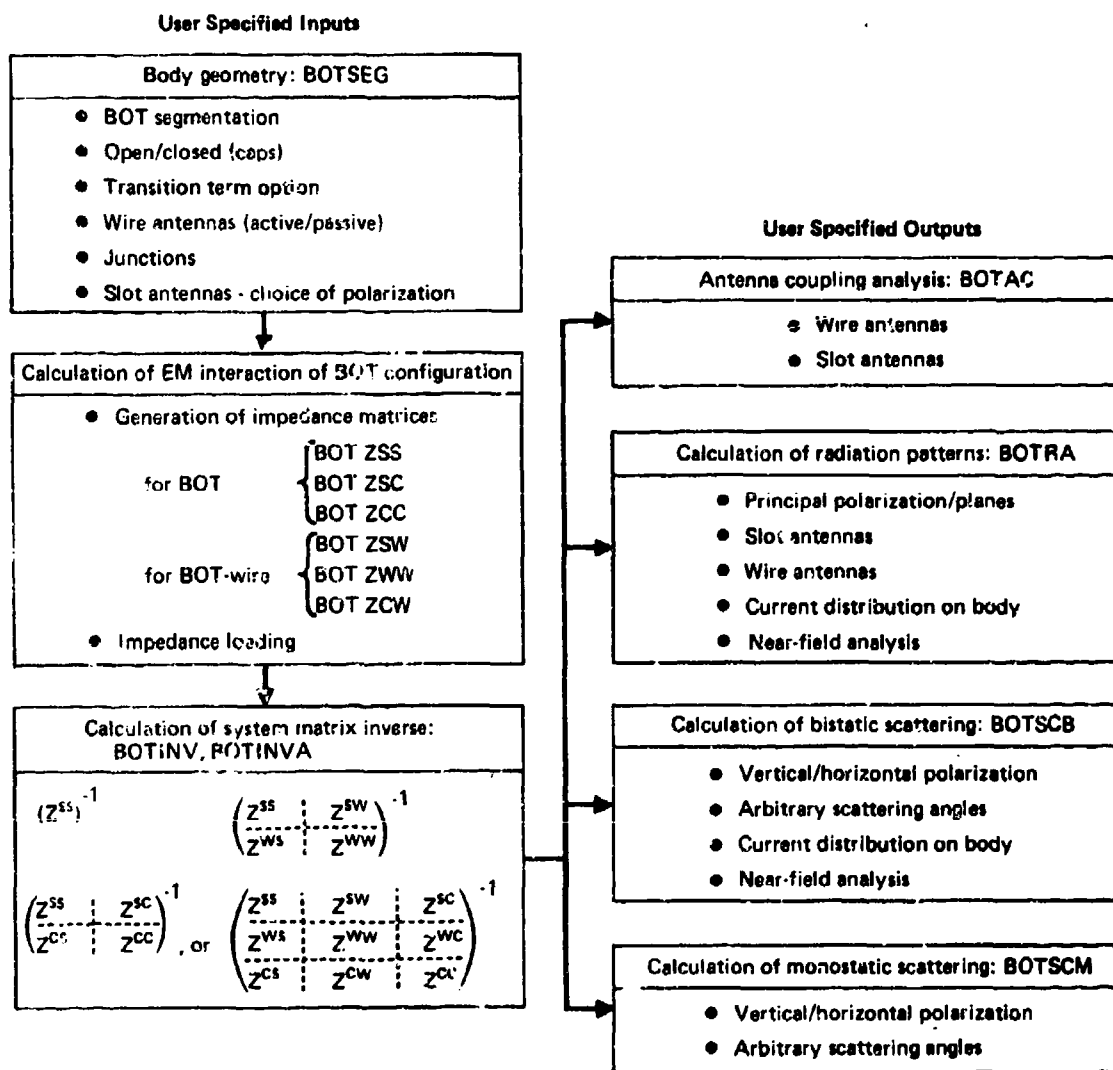 User Specified Inputs
Body geometry: BOTSEG
● BOT segmentation
● Open/closed (caps)
● Transition term option
● Wire antennas (active/passive)
● Junctions
● Slot antennas - choice of polarization
Calculation of EM interaction of BOT configuration
● Generation of impedance matrices
for BOT
BOT ZSS
BOT ZSC
BOT ZCC
for BOT-wire
BOT ZSW
BOT ZWW
BOT ZCW
● Impedance loading
Calculation of system matrix inverse:
BOTINV, BOTINVA
(Z^SS)^-1
(Z^SS Z^SW
Z^WS Z^WW)^-1
(Z^SS Z^SC
Z^CS Z^CC)^-1
, or
(Z^SS Z^SW Z^SC
Z^WS Z^WW Z^WC
Z^CS Z^CW Z^CC)^-1
User Specified Outputs
Antenna coupling analysis: BOTAC
● Wire antennas
● Slot antennas
Calculation of radiation patterns: BOTRA
● Principal polarization/planes
● Slot antennas
● Wire antennas
● Current distribution on body
● Near-field analysis
Calculation of bistatic scattering: BOTSCB
● Vertical/horizontal polarization
● Arbitrary scattering angles
● Current distribution on body
● Near-field analysis
Calculation of monostatic scattering: BOTSCM
● Vertical/horizontal polarization
● Arbitrary scattering angles